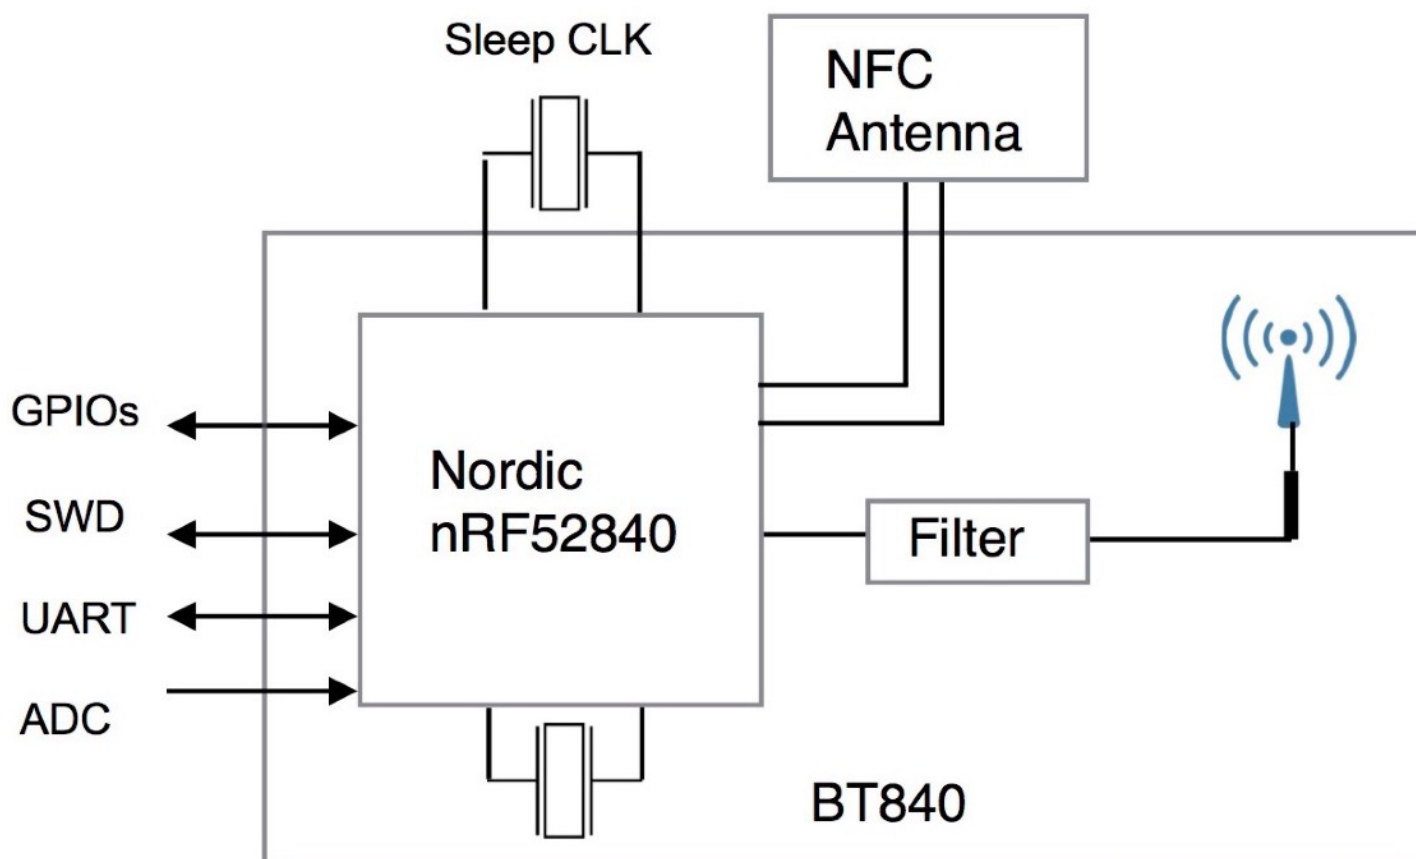 Sleep CLK
NFC
Antenna
GPIOs
SWD
UART
ADC
Nordic
nRF52840
Filter
BT840